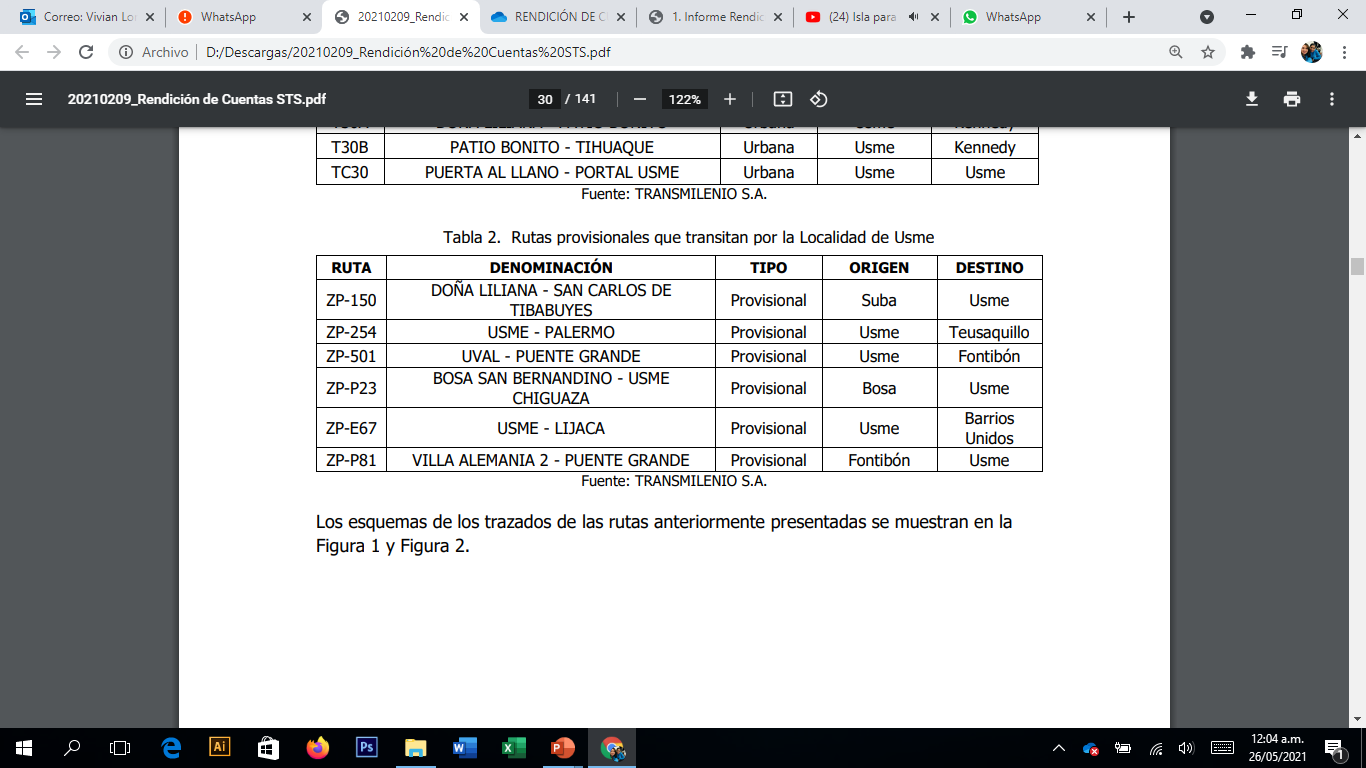 Correo: Vivian Lo
WhatsApp
20210209_Rendic
RENDICIÓN DE C
1. Informe Rendic
(24) Isla para
WhatsApp
Archivo D:/Descargas/20210209_Rendición%20de%20Cuentas%20STS.pdf
20210209_Rendición de Cuentas STS.pdf 30 / 141 122%
T30B PATIO BONITO - TIHUAQUE Urbana Usme Kennedy
TC30 PUERTA AL LLANO - PORTAL USME Urbana Usme Usme
Fuente: TRANSMILENIO S.A.
Tabla 2. Rutas provisionales que transitan por la Localidad de Usme
RUTA DENOMINACIÓN TIPO ORIGEN DESTINO
ZP-150 DOÑA LILIANA - SAN CARLOS DE
TIBABUYES Provisional Suba Usme
ZP-254 USME - PALERMO Provisional Usme Teusaquillo
ZP-501 UVAL - PUENTE GRANDE Provisional Usme Fontibón
ZP-P23 BOSA SAN BERNANDINO - USME
CHIGUAZA Provisional Bosa Usme
ZP-E67 USME - LIJACA Provisional Usme Barrios
Unidos
ZP-P81 VILLA ALEMANIA 2 - PUENTE GRANDE Provisional Fontibón Usme
Fuente: TRANSMILENIO S.A.
Los esquemas de los trazados de las rutas anteriormente presentadas se muestran en la
Figura 1 y Figura 2.
Ai
Ps
12:04 a.m.
26/05/2021
1